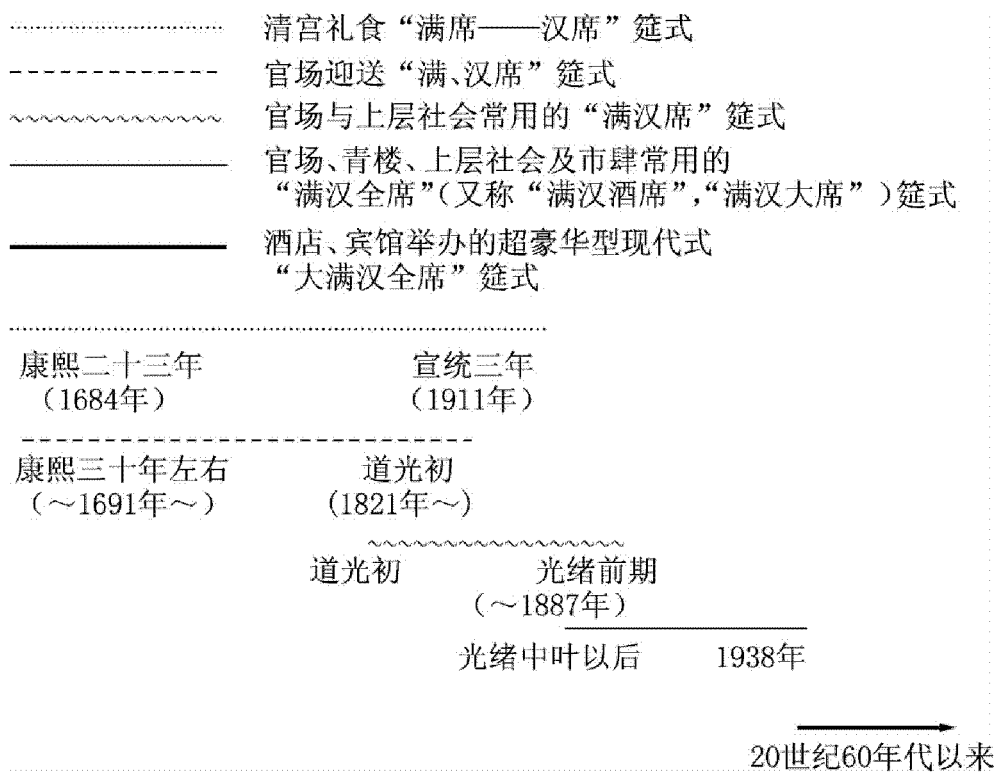 清宫礼食“满席——汉席”筵式
官场迎送“满、汉席”筵式
官场与上层社会常用的“满汉席”筵式
官场、青楼、上层社会及市肆常用的
“满汉全席”(又称“满汉酒席”,“满汉大席”)筵式
酒店、宾馆举办的超豪华型现代式
“大满汉全席”筵式
康熙二十三年 宣统三年
(1684年) (1911年)
康熙三十年左右 道光初
(～1691年～) (1821年～)
道光初 光绪前期
(～1887年)
光绪中叶以后 1938年
20世纪60年代以来